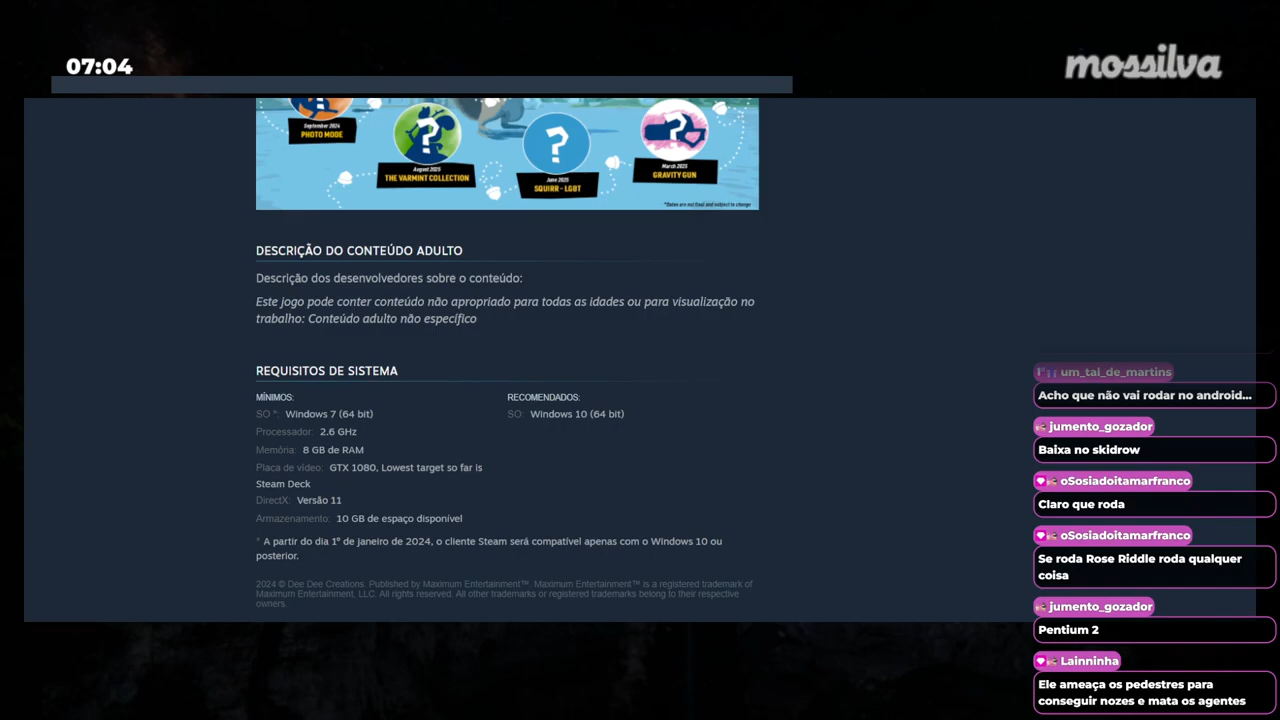 07:04
mossilva
September 2024
PHOTO MODE
August 2025
THE VARMINT COLLECTION
June 2025
SQUIRR - LGBT
March 2025
GRAVITY GUN
*Dates are not fixed and subject to change
DESCRIÇÃO DO CONTEÚDO ADULTO
Descrição dos desenvolvedores sobre o conteúdo:
Este jogo pode conter conteúdo não apropriado para todas as idades ou para visualização no
trabalho: Conteúdo adulto não específico
REQUISITOS DE SISTEMA
MÍNIMOS:
SO *: Windows 7 (64 bit)
Processador: 2.6 GHz
Memória: 8 GB de RAM
Placa de vídeo: GTX 1080, Lowest target so far is
Steam Deck
DirectX: Versão 11
Armazenamento: 10 GB de espaço disponível
RECOMENDADOS:
SO: Windows 10 (64 bit)
* A partir do dia 1º de janeiro de 2024, o cliente Steam será compatível apenas com o Windows 10 ou
posterior.
2024 © Dee Dee Creations. Published by Maximum Entertainment™. Maximum Entertainment™ is a registered trademark of
Maximum Entertainment, LLC. All rights reserved. All other trademarks or registered trademarks belong to their respective
owners.
um_tal_de_martins
Acho que não vai rodar no android...
jumento_gozador
Baixa no skidrow
oSosiadoitamarfranco
Claro que roda
oSosiadoitamarfranco
Se roda Rose Riddle roda qualquer
coisa
jumento_gozador
Pentium 2
Lainninha
Ele ameaça os pedestres para
conseguir nozes e mata os agentes